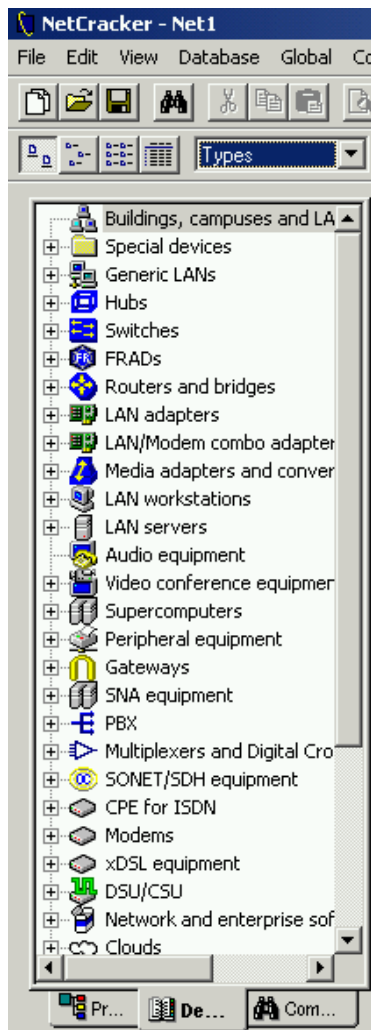 NetCracker - Net1
File Edit View Database Global Co
Types
Buildings, campuses and LA
Special devices
Generic LANs
Hubs
Switches
FRADs
Routers and bridges
LAN adapters
LAN/Modem combo adapter
Media adapters and conver
LAN workstations
LAN servers
Audio equipment
Video conference equipmer
Supercomputers
Peripheral equipment
Gateways
SNA equipment
PBX
Multiplexers and Digital Cro
SONET/SDH equipment
CPE for ISDN
Modems
xDSL equipment
DSU/CSU
Network and enterprise sof
Clouds
Pr... De... Com...